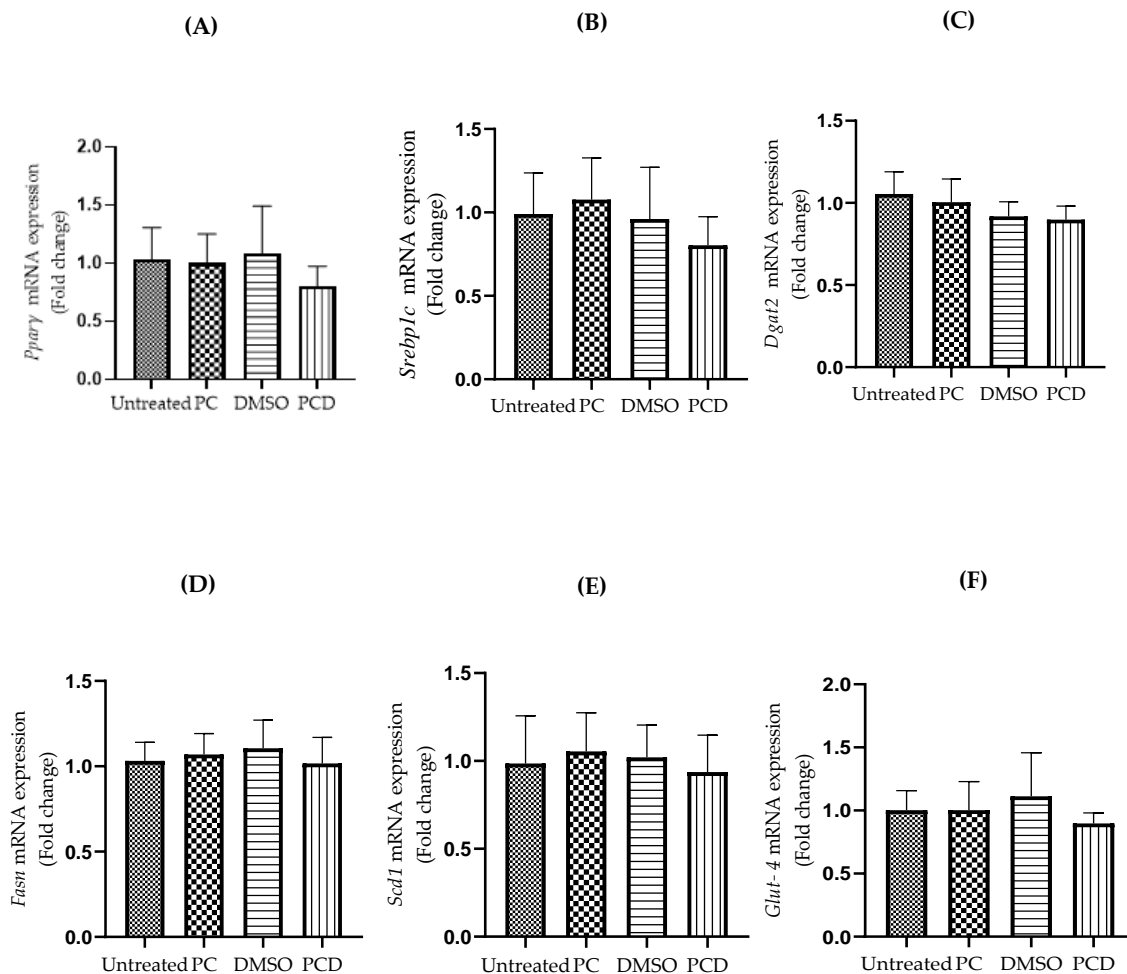 (A)
Pparγ mRNA expression
(Fold change)
2.0
1.5
1.0
0.5
0.0
Untreated PC DMSO PCD
(B)
Srebp1c mRNA expression
(Fold change)
1.5
1.0
0.5
0.0
Untreated PC DMSO PCD
(C)
Dgat2 mRNA expression
(Fold change)
1.5
1.0
0.5
0.0
Untreated PC DMSO PCD
(D)
Fasn mRNA expression
(Fold change)
1.5
1.0
0.5
0.0
Untreated PC DMSO PCD
(E)
Scd1 mRNA expression
(Fold change)
1.5
1.0
0.5
0.0
Untreated PC DMSO PCD
(F)
Glut-4 mRNA expression
(Fold change)
2.0
1.5
1.0
0.5
0.0
Untreated PC DMSO PCD